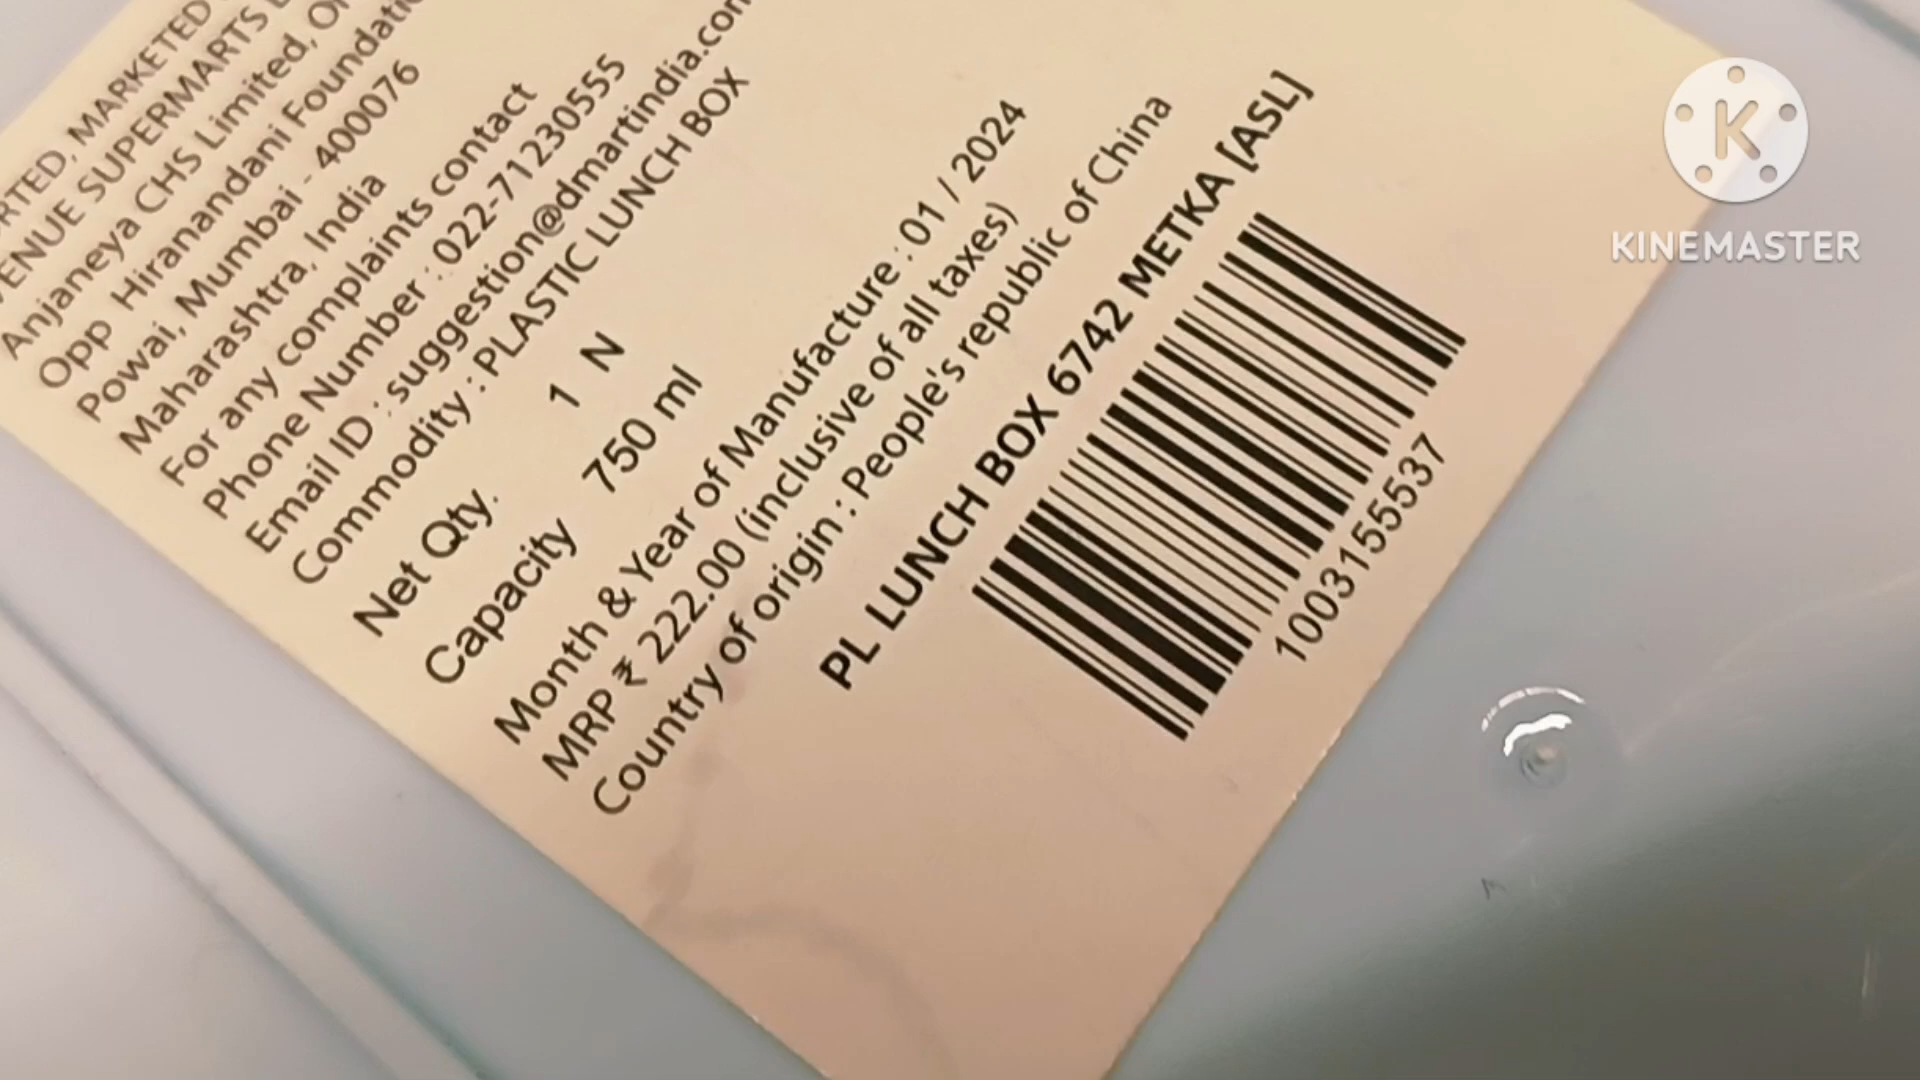 RTED, MARKETED
VENUE SUPERMARTS
Anjaneya CHS Limited,
Opp Hiranandani Foundati
Powai, Mumbai - 400076
Maharashtra, India
For any complaints contact
Phone Number : 022-71230555
Email ID : suggestion@dmartindia.com
Commodity : PLASTIC LUNCH BOX
Net Qty. 1 N
Capacity 750 ml
Month & Year of Manufacture : 01 / 2024
MRP ₹ 222.00 (inclusive of all taxes)
Country of origin : People's republic of China
PL LUNCH BOX 6742 METKA [ASL]
1003155537
K
KINEMASTER